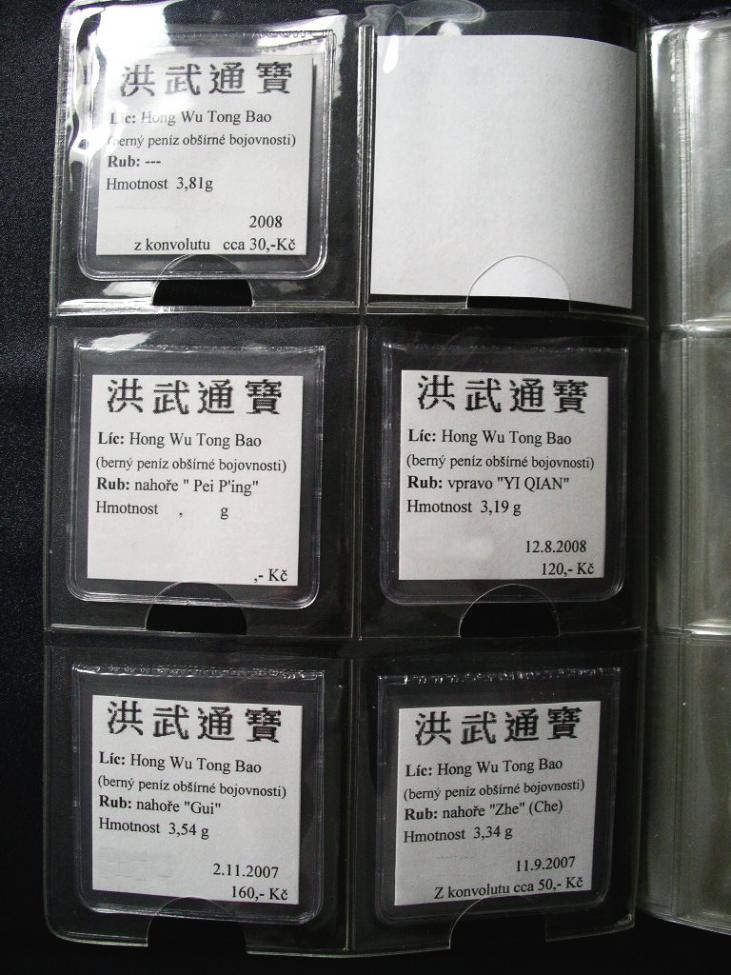 洪武通寶
Líc: Hong Wu Tong Bao
(berný peníz obšírné bojovnosti)
Rub: ---
Hmotnost 3,81g
2008
z konvolutu cca 30,-Kč
洪武通寶
Líc: Hong Wu Tong Bao
(berný peníz obšírné bojovnosti)
Rub: nahoře " Pei P'ing"
Hmotnost , g
,- Kč
洪武通寶
Líc: Hong Wu Tong Bao
(berný peníz obšírné bojovnosti)
Rub: vpravo "YI QIAN"
Hmotnost 3,19 g
12.8.2008
120,- Kč
洪武通寶
Líc: Hong Wu Tong Bao
(berný peníz obšírné bojovnosti)
Rub: nahoře "Gui"
Hmotnost 3,54 g
2.11.2007
160,- Kč
洪武通寶
Líc: Hong Wu Tong Bao
(berný peníz obšírné bojovnosti)
Rub: nahoře "Zhe" (Che)
Hmotnost 3,34 g
11.9.2007
Z konvolutu cca 50,- Kč